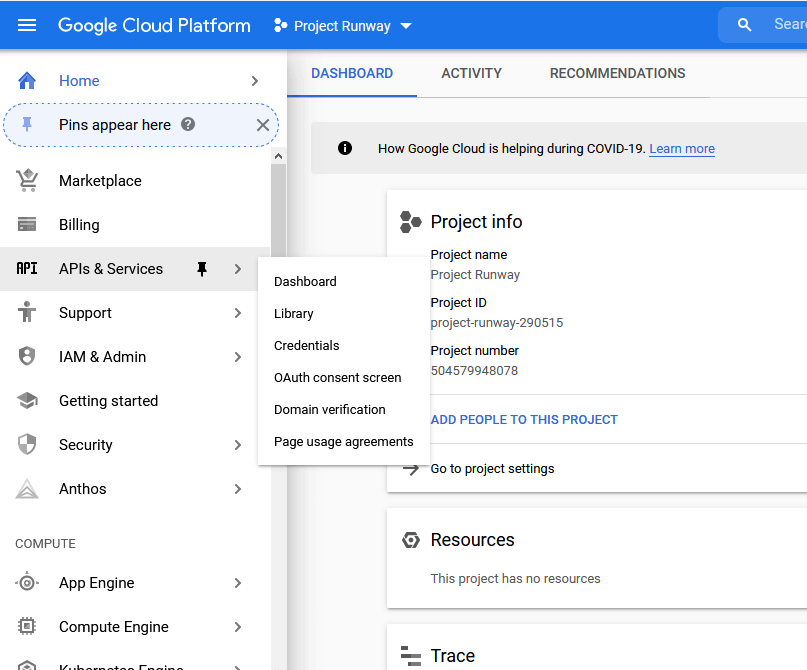 Google Cloud Platform
Project Runway
Sear
Home
Pins appear here
Marketplace
Billing
API APIs & Services
Support
IAM & Admin
Getting started
Security
Anthos
COMPUTE
App Engine
Compute Engine
Kubernetes Engine
Dashboard
Library
Credentials
OAuth consent screen
Domain verification
Page usage agreements
DASHBOARD ACTIVITY RECOMMENDATIONS
How Google Cloud is helping during COVID-19. Learn more
Project info
Project name
Project Runway
Project ID
project-runway-290515
Project number
504579948078
ADD PEOPLE TO THIS PROJECT
Go to project settings
Resources
This project has no resources
Trace